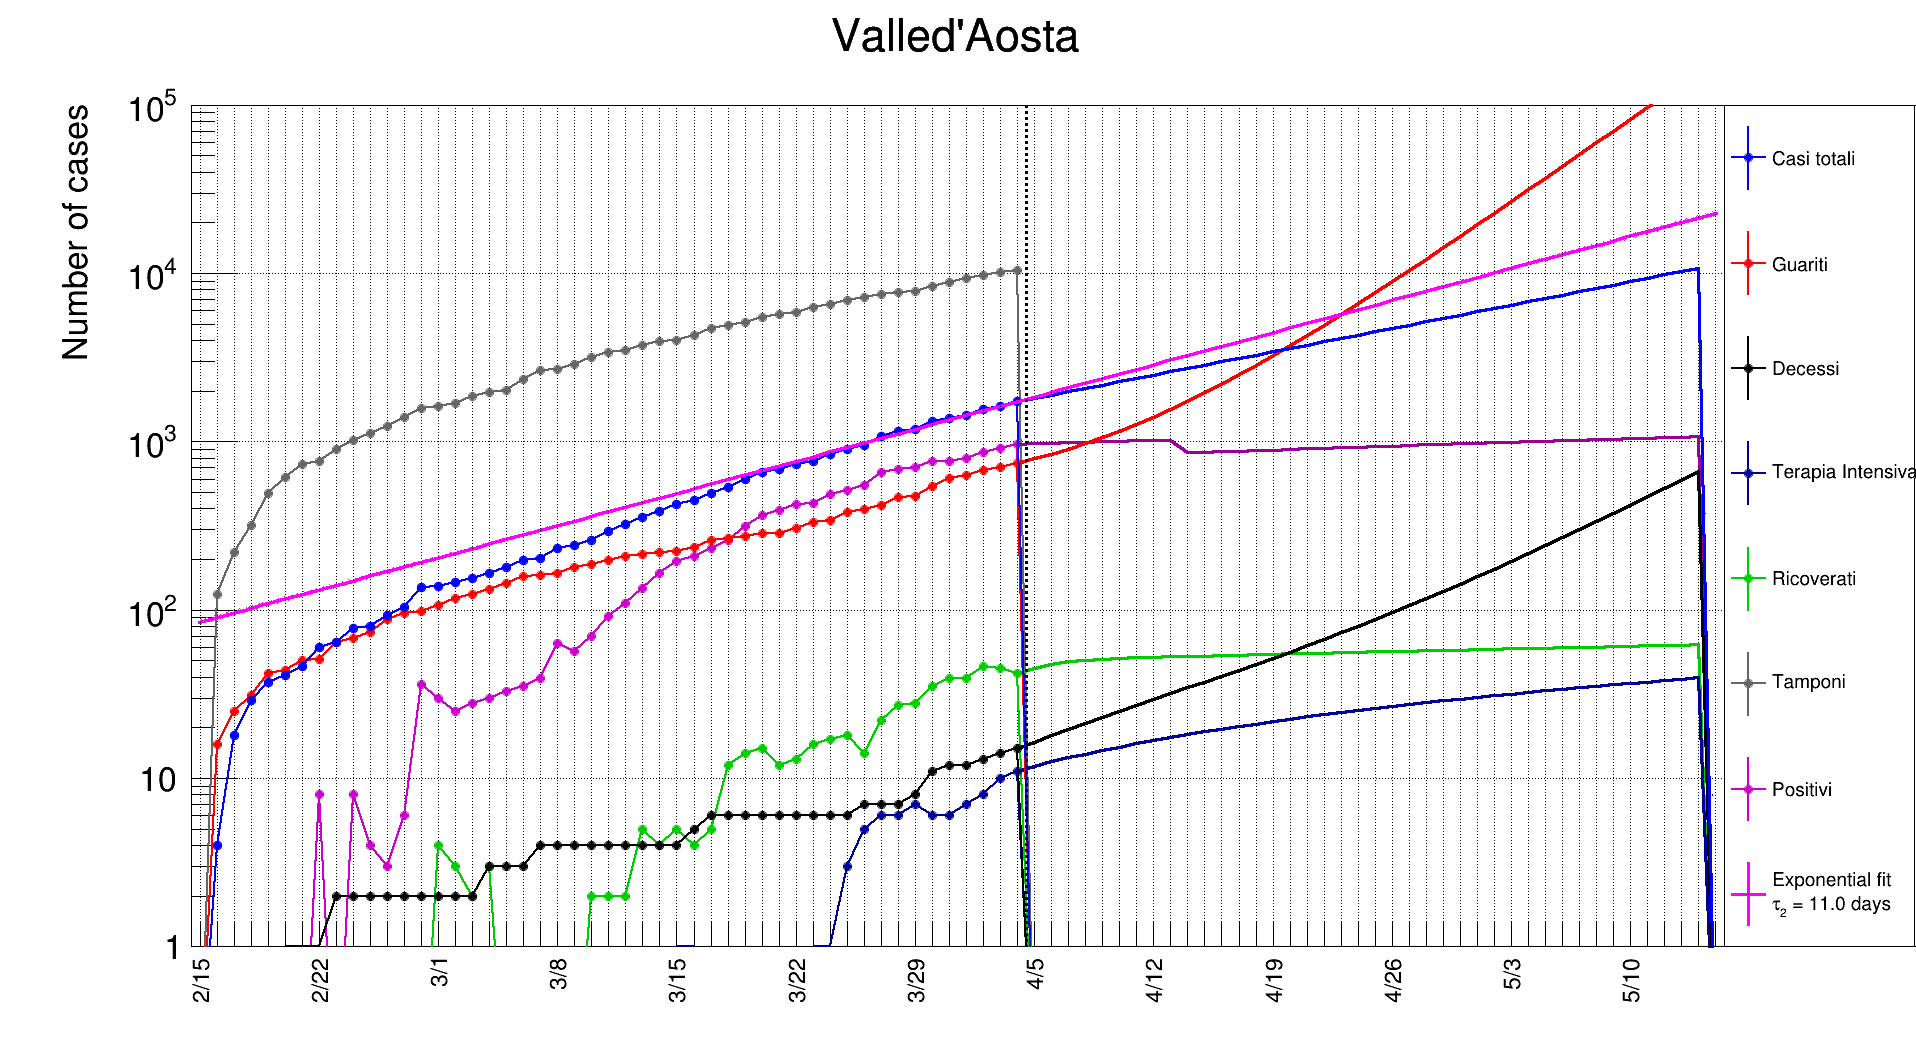 Valled'Aosta
Number of cases
10^5
10^4
10^3
10^2
10
1
2/15 2/22 3/1 3/8 3/15 3/22 3/29 4/5 4/12 4/19 4/26 5/3 5/10
Casi totali
Guariti
Decessi
Terapia Intensiva
Ricoverati
Tamponi
Positivi
Exponential fit
τ₂ = 11.0 days